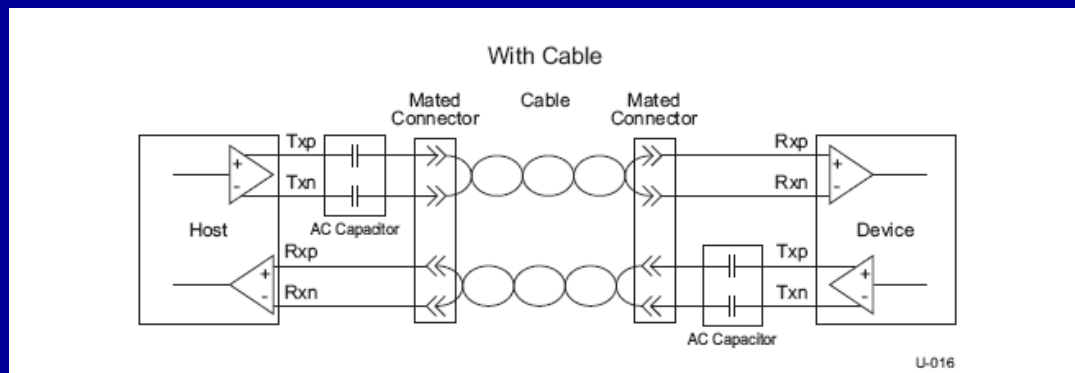 With Cable
Mated Connector
Cable
Mated Connector
Txp
Rxp
+
-
+
-
Txn
Rxn
Host
AC Capacitor
Device
Rxp
Txp
+
-
+
-
Rxn
Txn
AC Capacitor
U-016